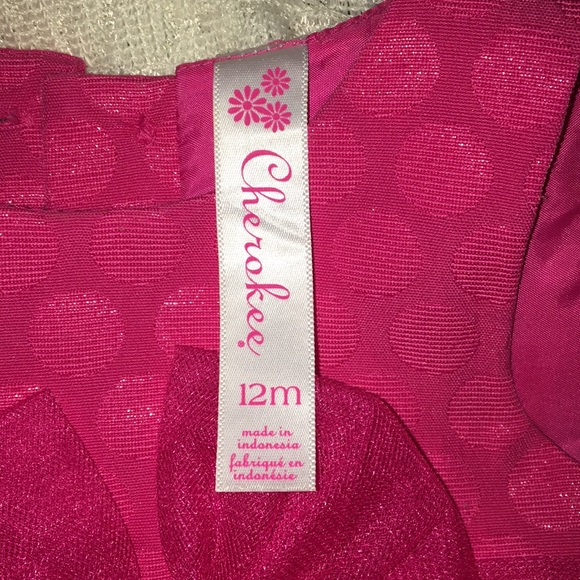 Cherokee
12m
made in
indonesia
fabriqué en
indonésie